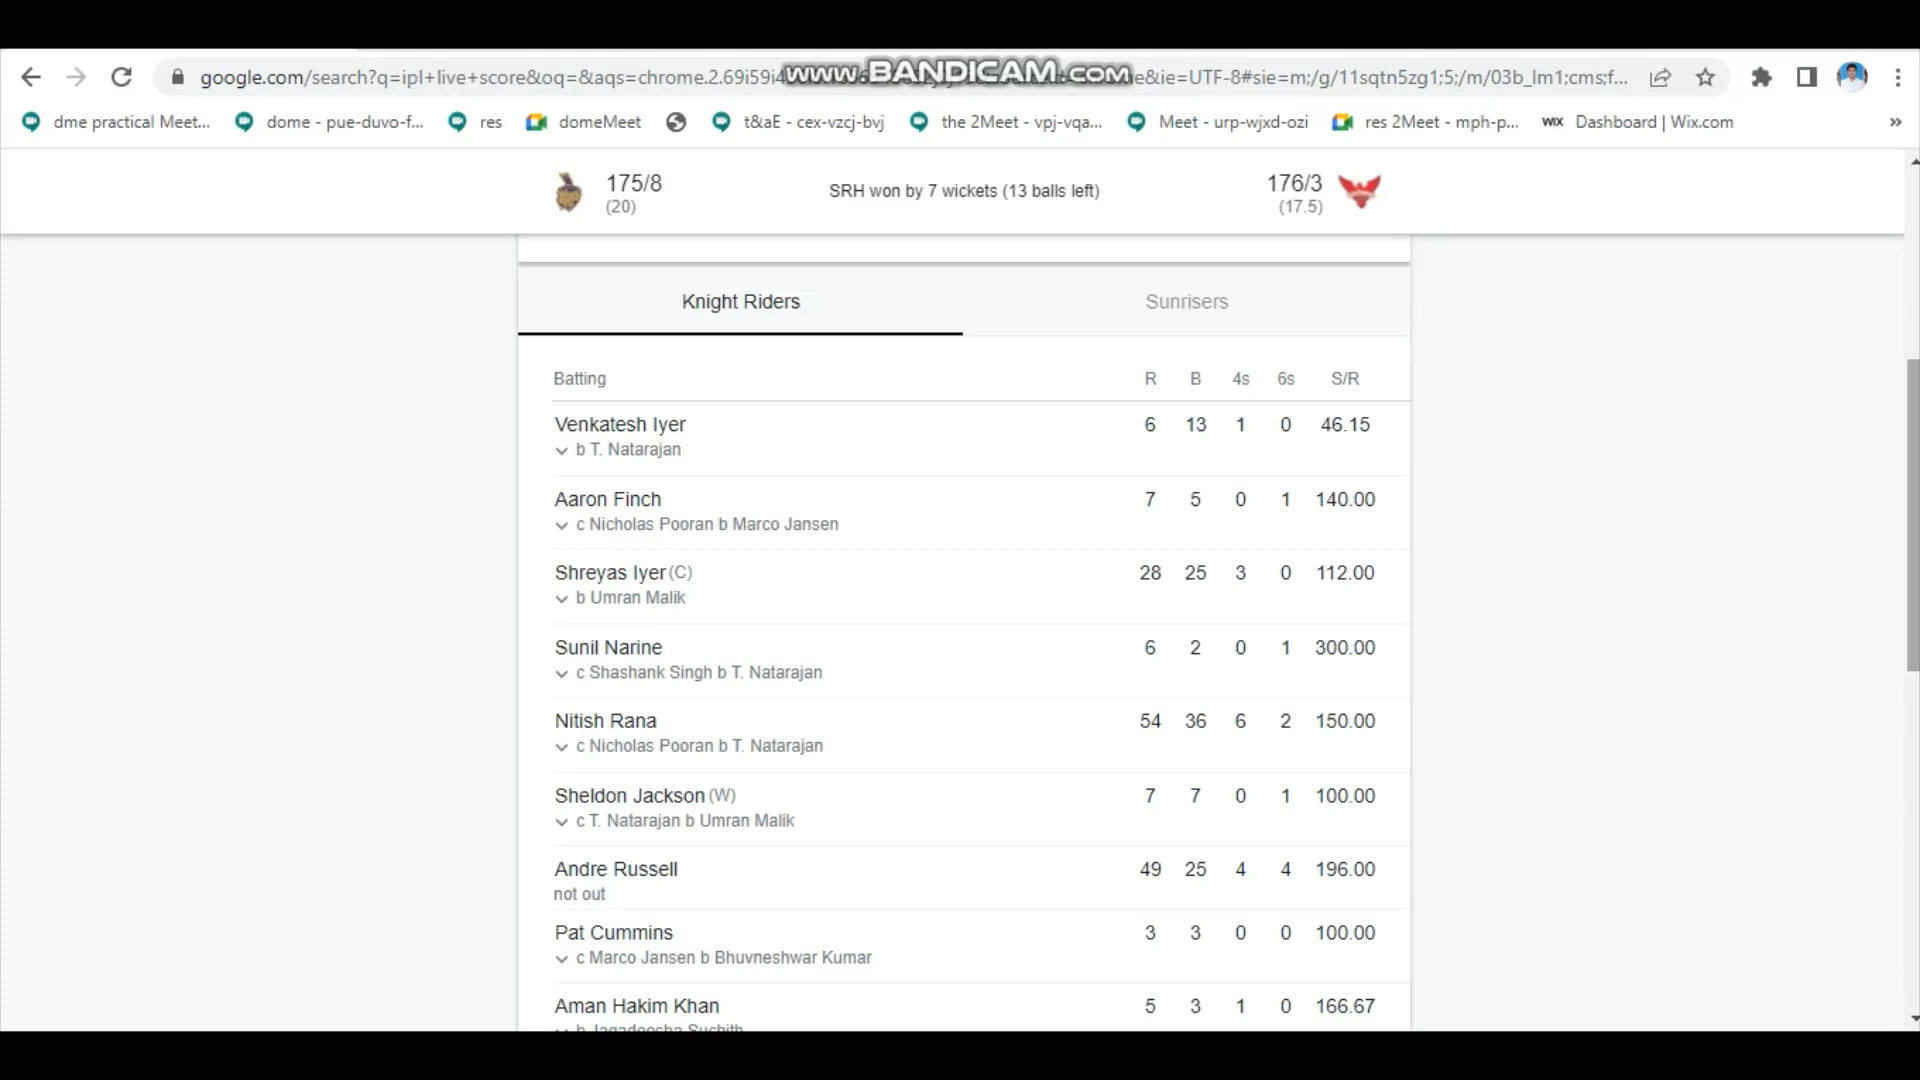 www.BANDICAM.com
google.com/search?q=ipl+live+score&oq=&aqs=chrome.2.69i59i4
e&ie=UTF-8#sie=m;/g/11sqtn5zg1;5;/m/03b_lm1;cms;f...
dme practical Meet... dome - pue-duvo-f... res domeMeet t&aE - cex-vzcj-bvj the 2Meet - vpj-vqa... Meet - urp-wjxd-ozi res 2Meet - mph-p... WIX Dashboard | Wix.com »
175/8 SRH won by 7 wickets (13 balls left) 176/3
(20) (17.5)
Knight Riders Sunrisers
Batting R B 4s 6s S/R
Venkatesh Iyer 6 13 1 0 46.15
b T. Natarajan
Aaron Finch 7 5 0 1 140.00
c Nicholas Pooran b Marco Jansen
Shreyas Iyer (C) 28 25 3 0 112.00
b Umran Malik
Sunil Narine 6 2 0 1 300.00
c Shashank Singh b T. Natarajan
Nitish Rana 54 36 6 2 150.00
c Nicholas Pooran b T. Natarajan
Sheldon Jackson (W) 7 7 0 1 100.00
c T. Natarajan b Umran Malik
Andre Russell 49 25 4 4 196.00
not out
Pat Cummins 3 3 0 0 100.00
c Marco Jansen b Bhuvneshwar Kumar
Aman Hakim Khan 5 3 1 0 166.67
b Jagadeesha Suchith